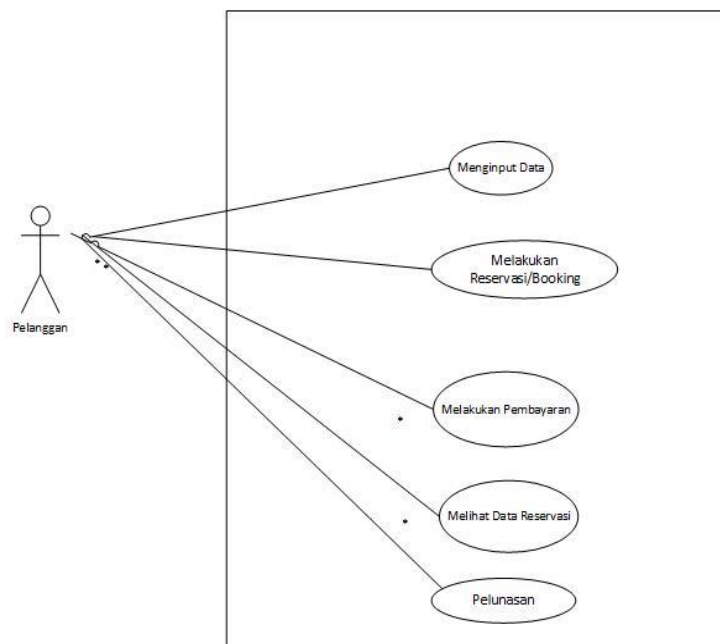 Menginput Data
Melakukan
Reservasi/Booking
Pelanggan
Melakukan Pembayaran
Melihat Data Reservasi
Pelunasan